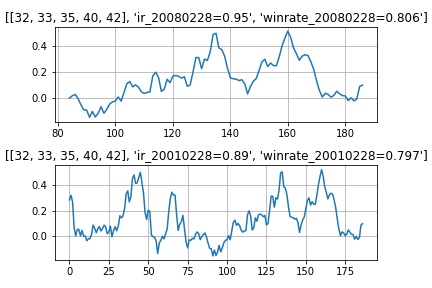 [[32, 33, 35, 40, 42], 'ir_20080228=0.95', 'winrate_20080228=0.806']
0.4
0.2
0.0
80 100 120 140 160 180
[[32, 33, 35, 40, 42], 'ir_20010228=0.89', 'winrate_20010228=0.797']
0.4
0.2
0.0
0 25 50 75 100 125 150 175